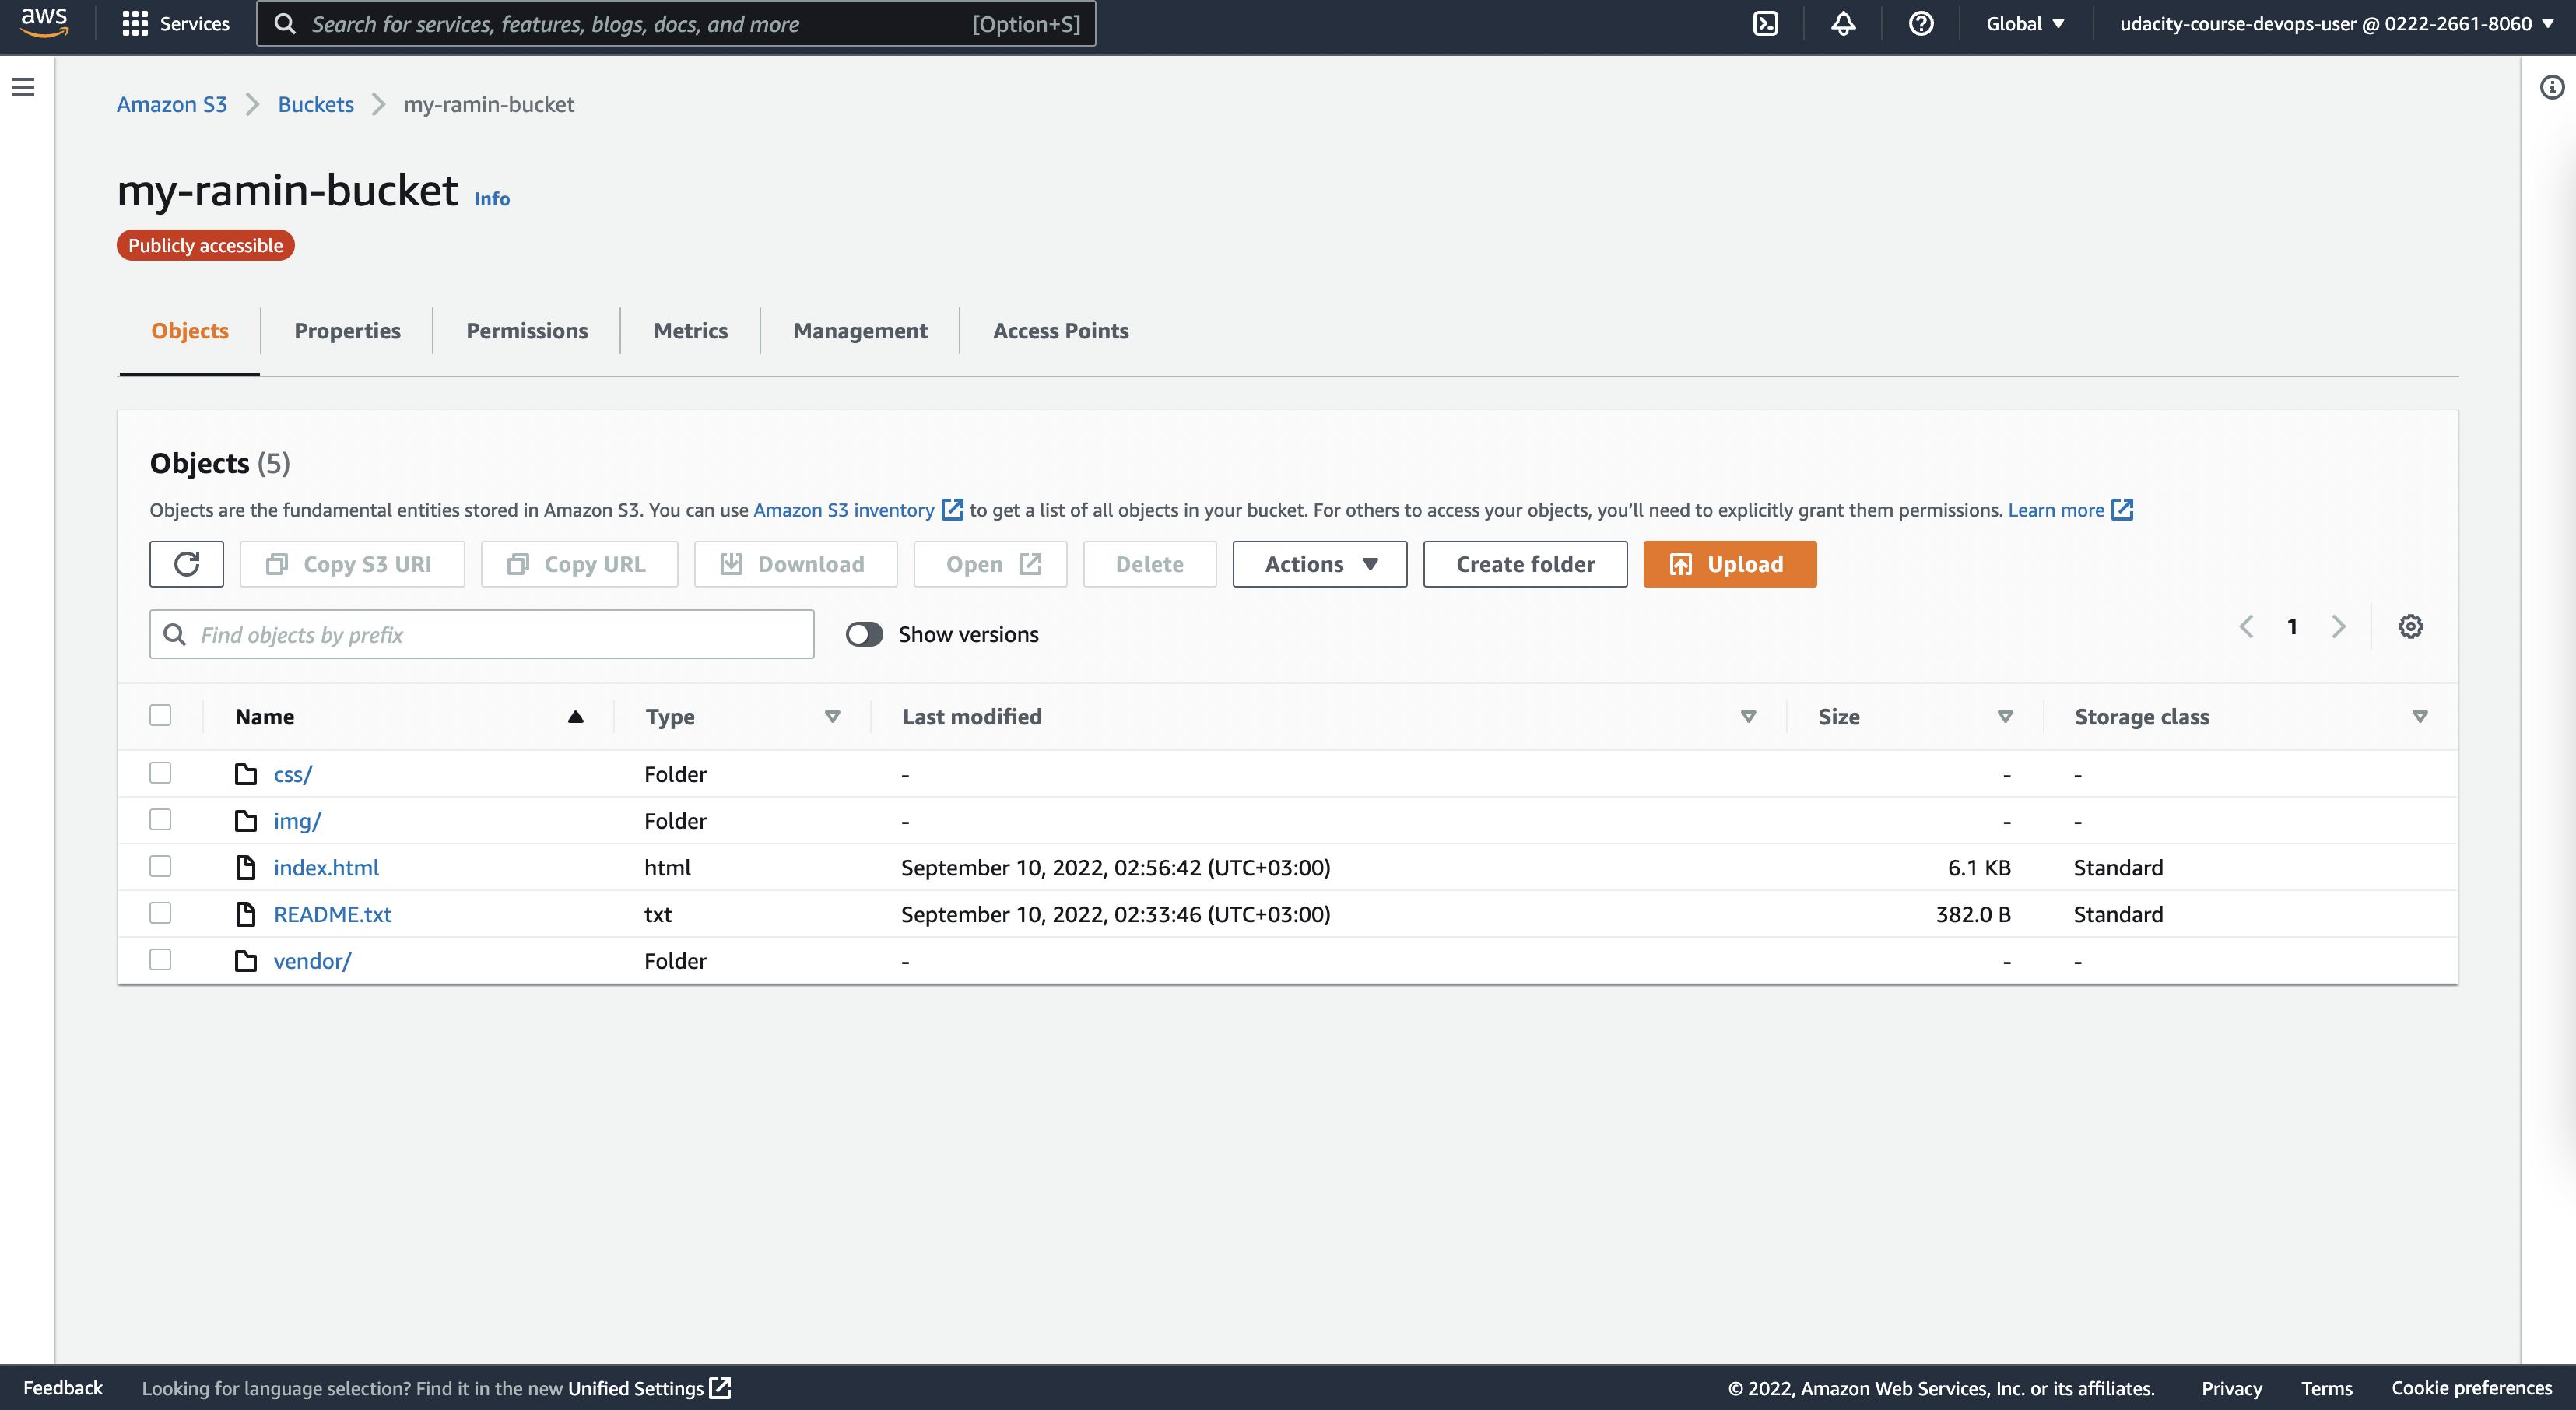 aws Services Search for services, features, blogs, docs, and more [Option+S] Global udacity-course-devops-user @ 0222-2661-8060
Amazon S3 Buckets my-ramin-bucket
my-ramin-bucket Info
Publicly accessible
Objects Properties Permissions Metrics Management Access Points
Objects (5)
Objects are the fundamental entities stored in Amazon S3. You can use Amazon S3 inventory to get a list of all objects in your bucket. For others to access your objects, you’ll need to explicitly grant them permissions. Learn more
Copy S3 URI Copy URL Download Open Delete Actions Create folder Upload
Find objects by prefix Show versions 1
Name Type Last modified Size Storage class
css/ Folder - - -
img/ Folder - - -
index.html html September 10, 2022, 02:56:42 (UTC+03:00) 6.1 KB Standard
README.txt txt September 10, 2022, 02:33:46 (UTC+03:00) 382.0 B Standard
vendor/ Folder - - -
Feedback Looking for language selection? Find it in the new Unified Settings © 2022, Amazon Web Services, Inc. or its affiliates. Privacy Terms Cookie preferences